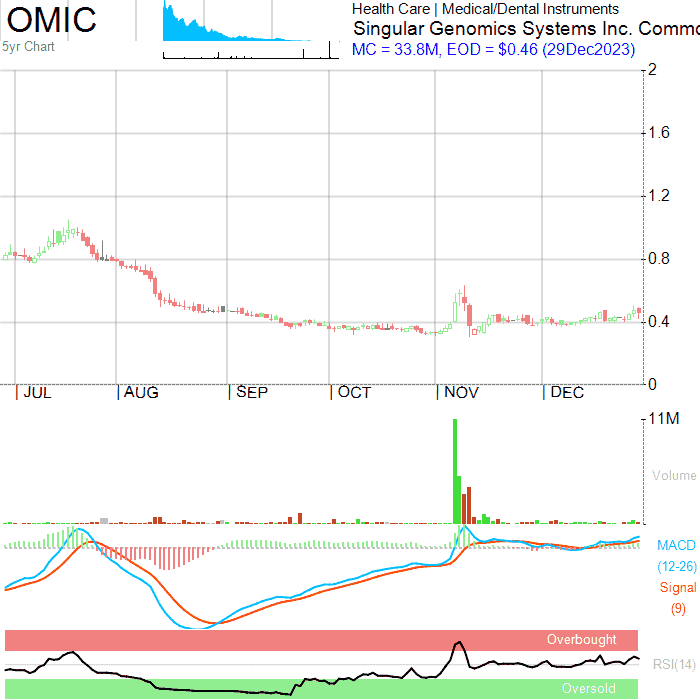 OMIC
5yr Chart
Health Care | Medical/Dental Instruments
Singular Genomics Systems Inc. Commo
MC = 33.8M, EOD = $0.46 (29Dec2023)
2
1.6
1.2
0.8
0.4
0
JUL AUG SEP OCT NOV DEC
11M
Volume
MACD
(12-26)
Signal
(9)
Overbought
RSI(14)
Oversold